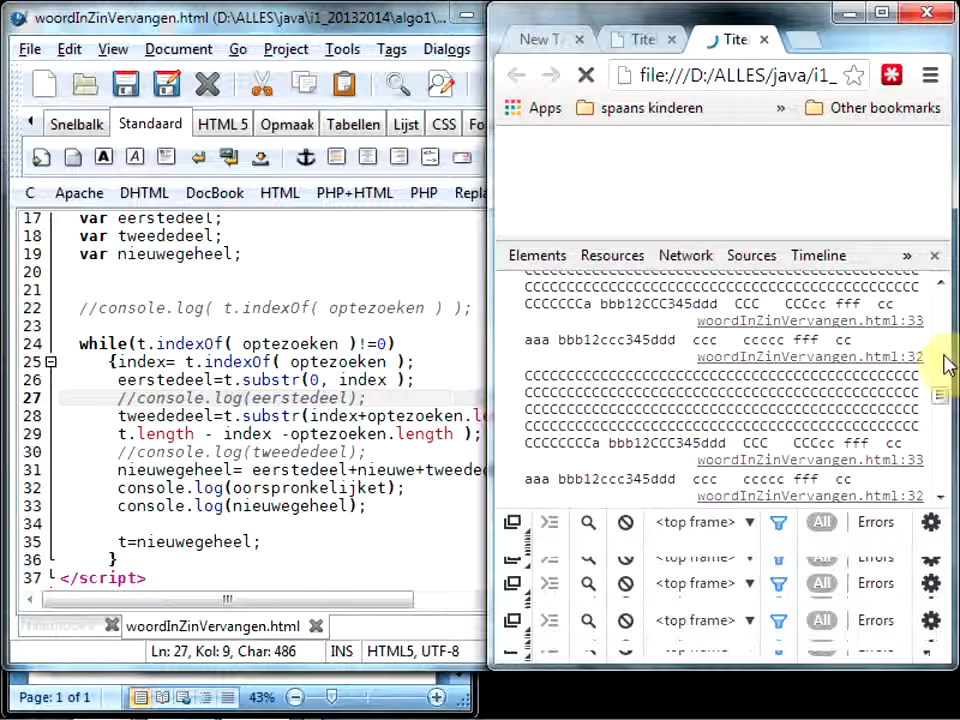 woordInZinVervangen.html (D:\ALLES\java\i1_20132014\algo1\...
File Edit View Document Go Project Tools Tags Dialogs
Snelbalk Standaard HTML 5 Opmaak Tabellen Lijst CSS Fo
C Apache DHTML DocBook HTML PHP+HTML PHP Repla
17 var eerstedeel;
18 var tweededeel;
19 var nieuwegeheel;
20
21
22 //console.log( t.indexOf( optezoeken ) );
23
24 while(t.indexOf( optezoeken )!=0)
25 {index= t.indexOf( optezoeken );
26 eerstedeel=t.substr(0, index );
27 //console.log(eerstedeel);
28 tweededeel=t.substr(index+optezoeken.le
29 t.length - index -optezoeken.length );
30 //console.log(tweededeel);
31 nieuwegeheel= eerstedeel+nieuwe+tweeded
32 console.log(oorspronkelijket);
33 console.log(nieuwegeheel);
34
35 t=nieuwegeheel;
36 }
37 </script>
woordInZinVervangen.html
Ln: 27, Kol: 9, Char: 486 INS HTML5, UTF-8
Page: 1 of 1 43%
New T Tite Tite
file:///D:/ALLES/java/i1_
Apps spaans kinderen » Other bookmarks
Elements Resources Network Sources Timeline »
CCCCCCCa bbb12CCC345ddd CCC CCCcc fff cc
woordInZinVervangen.html:33
aaa bbb12ccc345ddd ccc ccccc fff cc
woordInZinVervangen.html:32
CCCCCCCCa bbb12CCC345ddd CCC CCCcc fff cc
woordInZinVervangen.html:33
aaa bbb12ccc345ddd ccc ccccc fff cc
woordInZinVervangen.html:32
<top frame> All Errors
<top frame> All Errors
<top frame> All Errors
<top frame> All Errors